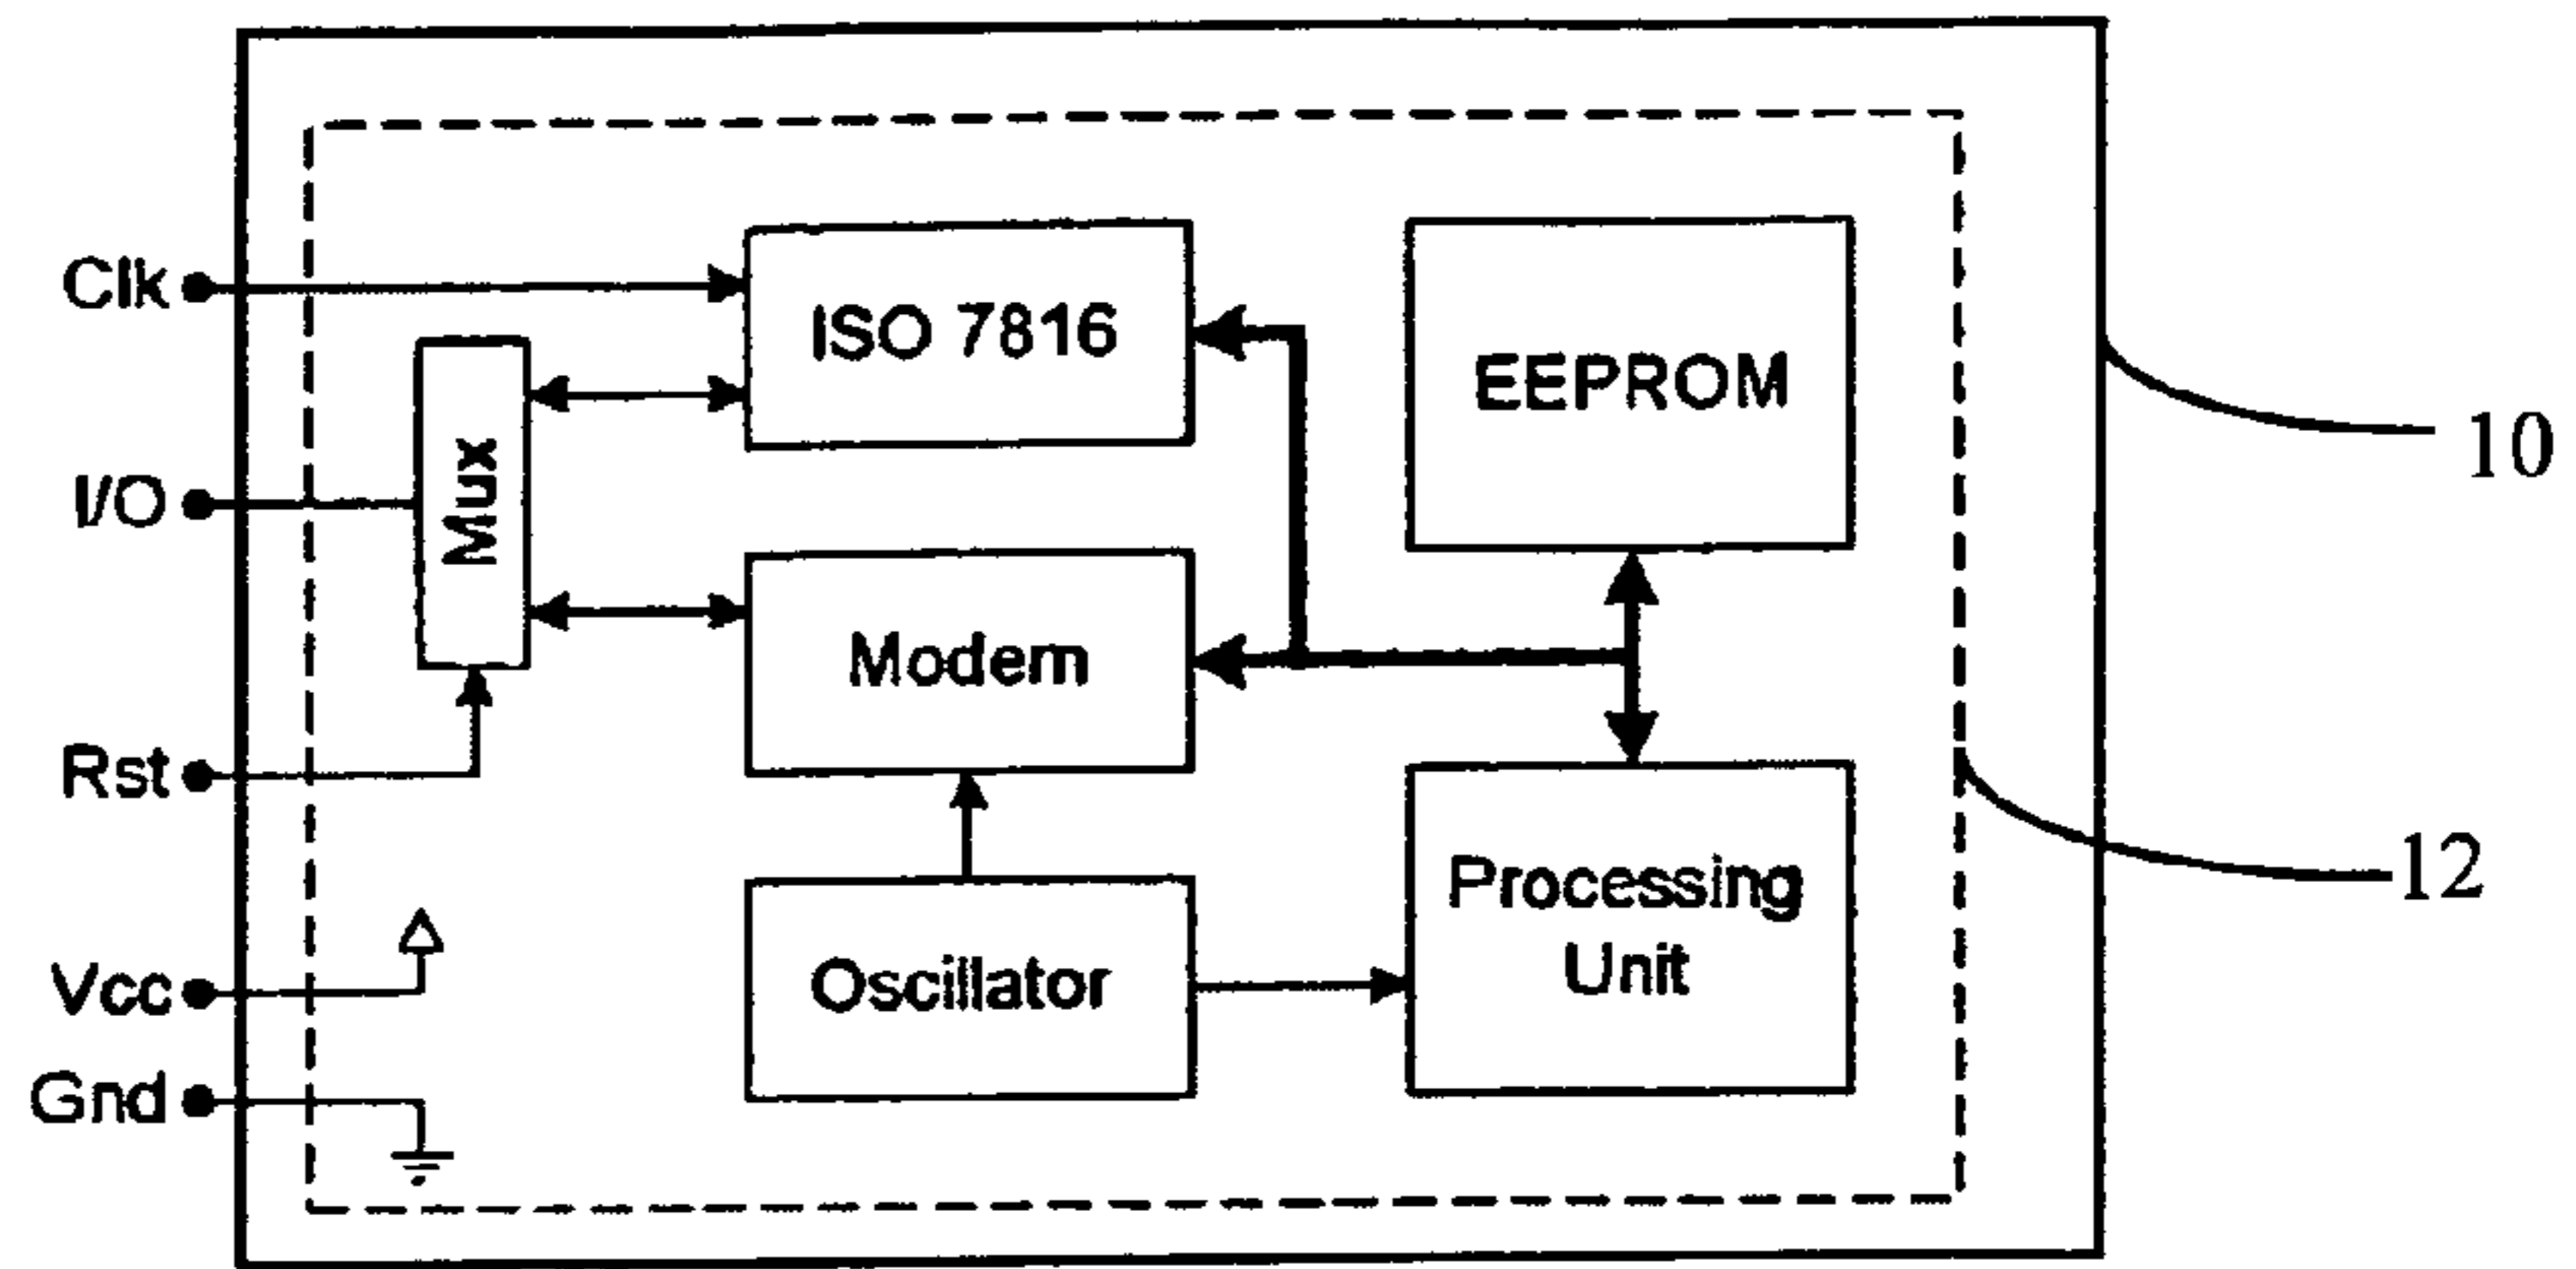 Clk
ISO 7816
EEPROM
10
I/O
Mux
Modem
Rst
Processing
Unit
12
Vcc
Oscillator
Gnd